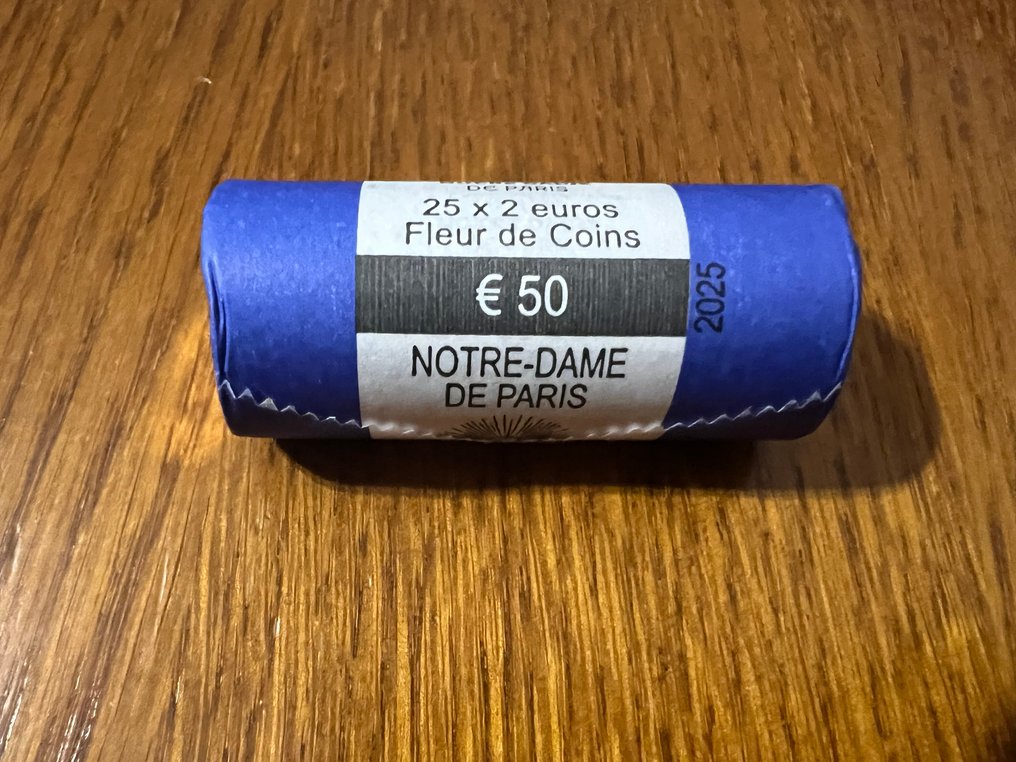 DE PARIS
25 x 2 euros
Fleur de Coins
€ 50
NOTRE-DAME
DE PARIS
2025